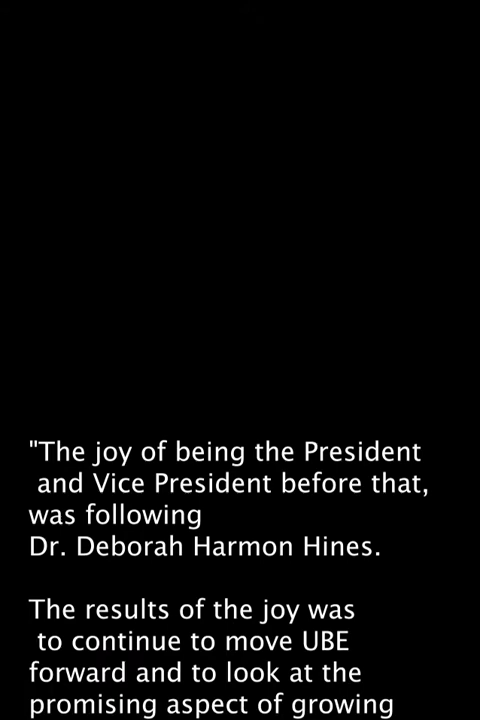 "The joy of being the President
and Vice President before that,
was following
Dr. Deborah Harmon Hines.
The results of the joy was
to continue to move UBE
forward and to look at the
promising aspect of growing